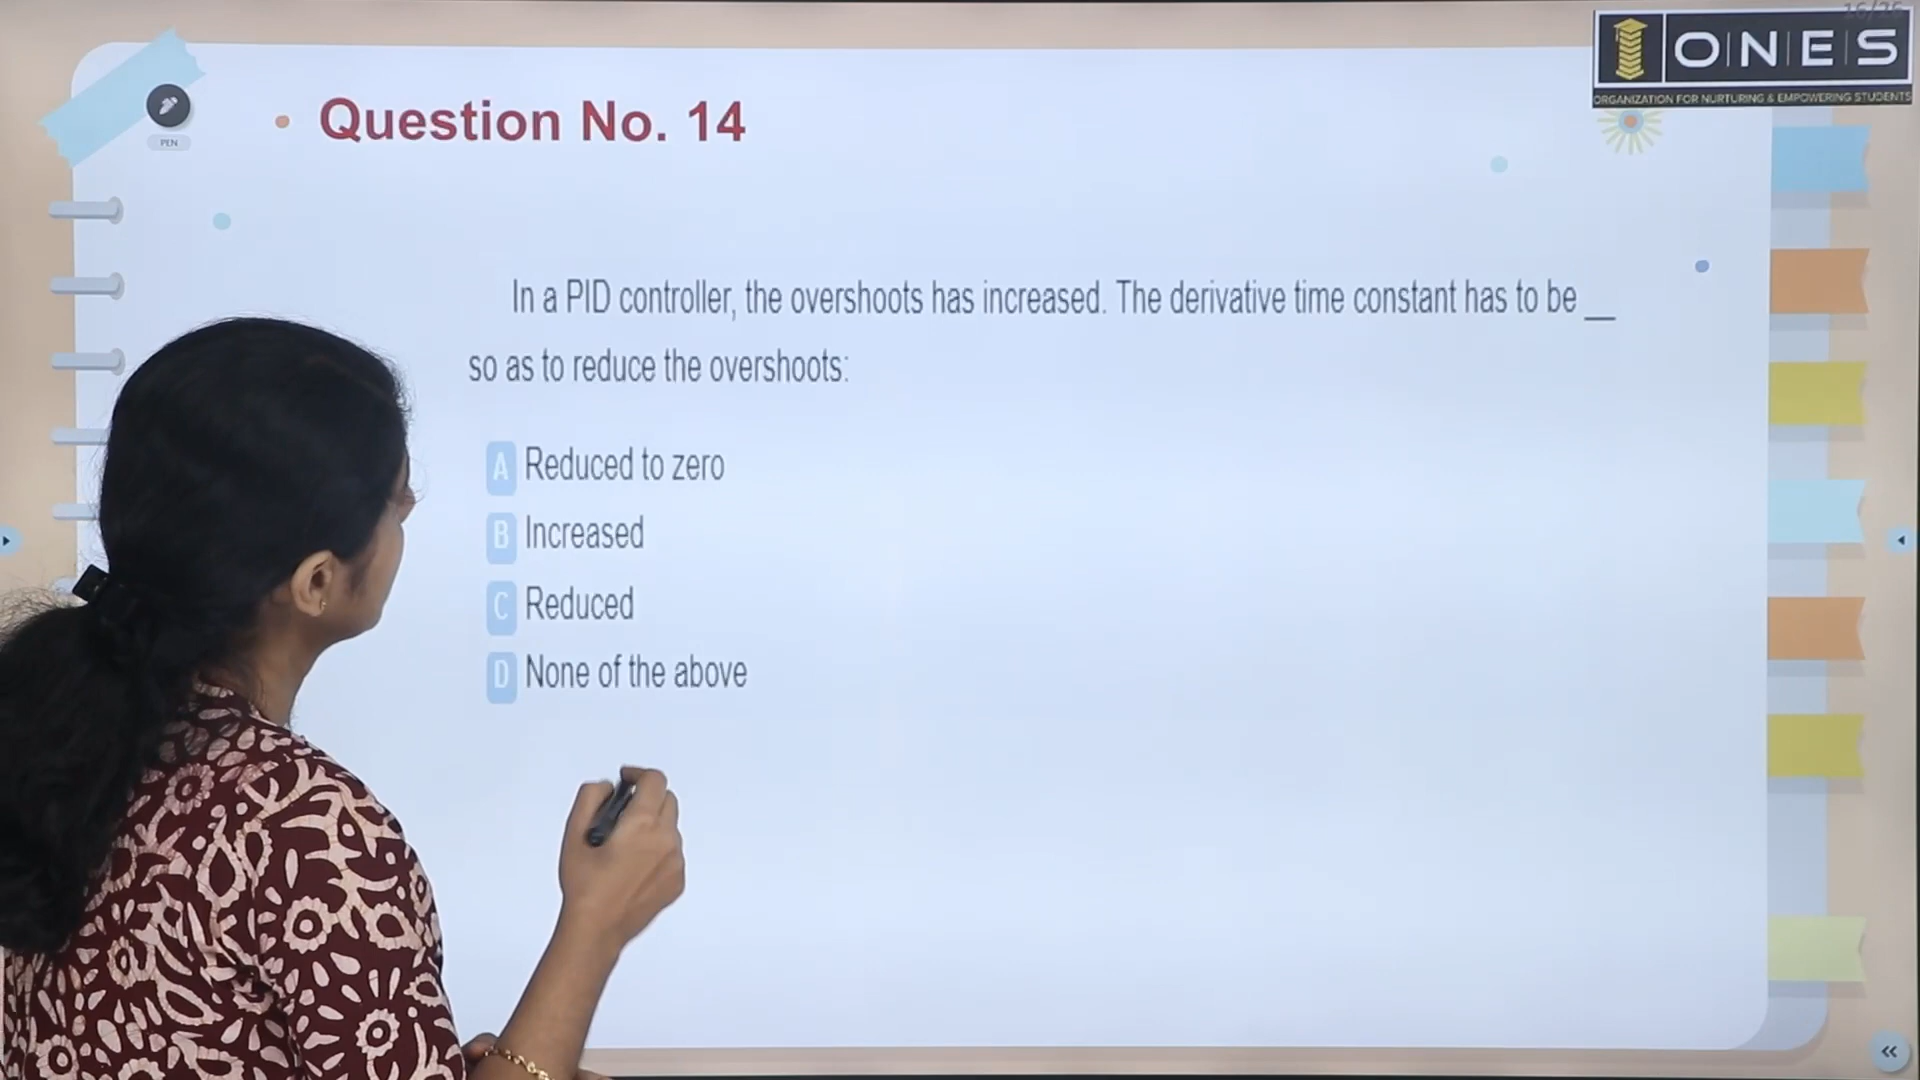 16/26
ONES
ORGANIZATION FOR NURTURING & EMPOWERING STUDENTS
PEN
• Question No. 14
In a PID controller, the overshoots has increased. The derivative time constant has to be __
so as to reduce the overshoots:
A Reduced to zero
B Increased
C Reduced
D None of the above